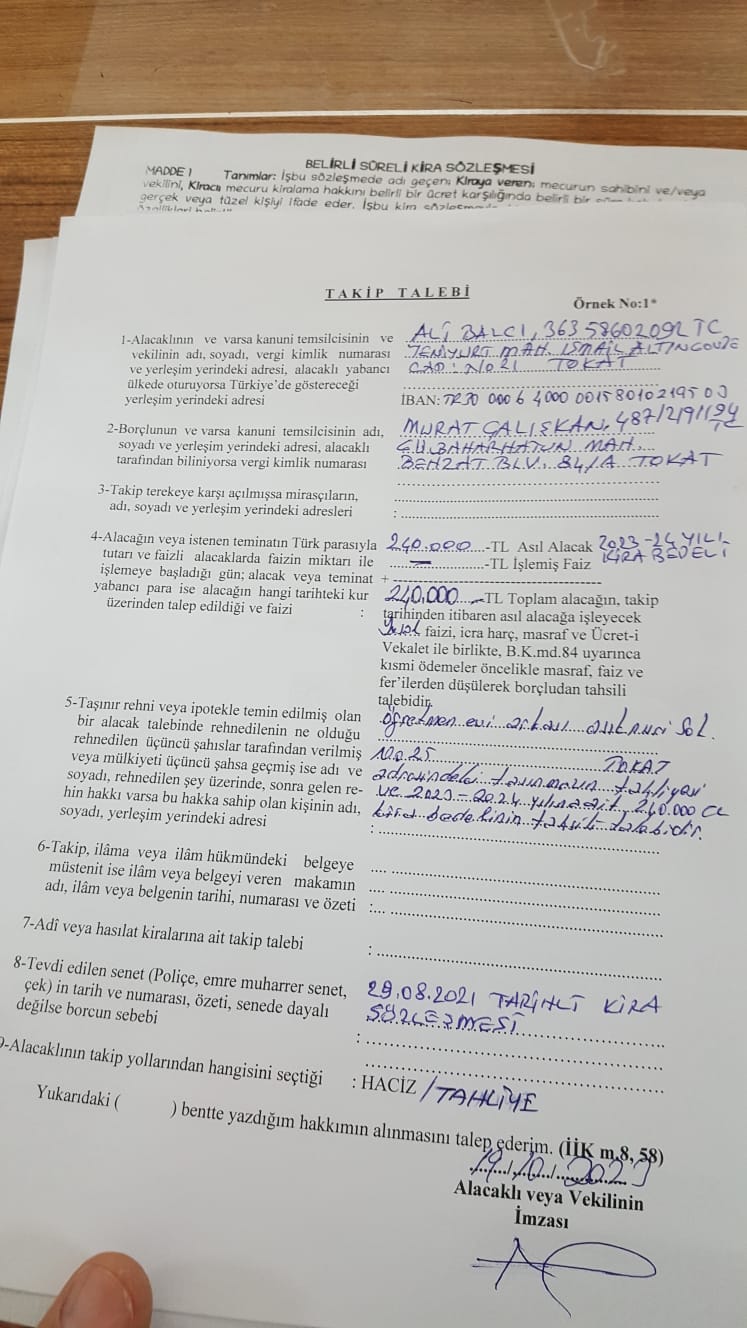 BELİRLİ SÜRELİ KİRA SÖZLEŞMESİ
MADDE 1 Tanımlar: İşbu sözleşmede adı geçen; Kiraya veren; mecurun sahibini ve/veya
vekilini, Kiracı mecuru kiralama hakkını belirli bir ücret karşılığında belirli bir
gerçek veya tüzel kişiyi ifade eder. İşbu
TAKİP TALEBİ
Örnek No:1*
1-Alacaklının ve varsa kanuni temsilcisinin ve
vekilinin adı, soyadı, vergi kimlik numarası
ve yerleşim yerindeki adresi, alacaklı yabancı
ülkede oturuyorsa Türkiye'de göstereceği
yerleşim yerindeki adresi
ALİ BALCI, 36358602092 TC
MAH. İSMAİL
CAD: NO 21 TOKAT
İBAN: TR30 0006 4000 0015 8010 2195 03
2-Borçlunun ve varsa kanuni temsilcisinin adı,
soyadı ve yerleşim yerindeki adresi, alacaklı
tarafından biliniyorsa vergi kimlik numarası
MURAT ÇALIŞKAN, TC
MAH.
BEHZAT BLV. 84/A TOKAT
3-Takip terekeye karşı açılmışsa mirasçıların,
adı, soyadı ve yerleşim yerindeki adresleri :
4-Alacağın veya istenen teminatın Türk parasıyla
tutarı ve faizli alacaklarda faizin miktarı ile
işlemeye başladığı gün; alacak veya teminat
yabancı para ise alacağın hangi tarihteki kur
üzerinden talep edildiği ve faizi :
240.000 -TL Asıl Alacak 2023-24 YILI
KİRA BEDELİ
— -TL İşlemiş Faiz
+
240,000 -TL Toplam alacağın, takip
tarihinden itibaren asıl alacağa işleyecek
faizi, icra harç, masraf ve Ücret-i
Vekalet ile birlikte, B.K.md.84 uyarınca
kısmi ödemeler öncelikle masraf, faiz ve
fer'ilerden düşülerek borçludan tahsili
talebidir.
5-Taşınır rehni veya ipotekle temin edilmiş olan
bir alacak talebinde rehnedilenin ne olduğu
rehnedilen üçüncü şahıslar tarafından verilmiş
veya mülkiyeti üçüncü şahsa geçmiş ise adı ve
soyadı, rehnedilen şey üzerinde, sonra gelen re-
hin hakkı varsa bu hakka sahip olan kişinin adı,
soyadı, yerleşim yerindeki adresi :
öğretmen evi arkası
No.25 TOKAT
adresindeki taşınmazın tahliyesi
ve 2023-2024 yılına ait 240.000 TL
kira bedelinin tahsili talebidir.
6-Takip, ilâma veya ilâm hükmündeki belgeye
müstenit ise ilâm veya belgeyi veren makamın
adı, ilâm veya belgenin tarihi, numarası ve özeti :
7-Adî veya hasılat kiralarına ait takip talebi :
8-Tevdi edilen senet (Poliçe, emre muharrer senet,
çek) in tarih ve numarası, özeti, senede dayalı
değilse borcun sebebi :
29.08.2021 TARİHLİ KİRA
SÖZLEŞMESİ
9-Alacaklının takip yollarından hangisini seçtiği : HACİZ / TAHLİYE
Yukarıdaki ( ) bentte yazdığım hakkımın alınmasını talep ederim. (İİK m.8, 58)
19/10/2023
Alacaklı veya Vekilinin
İmzası